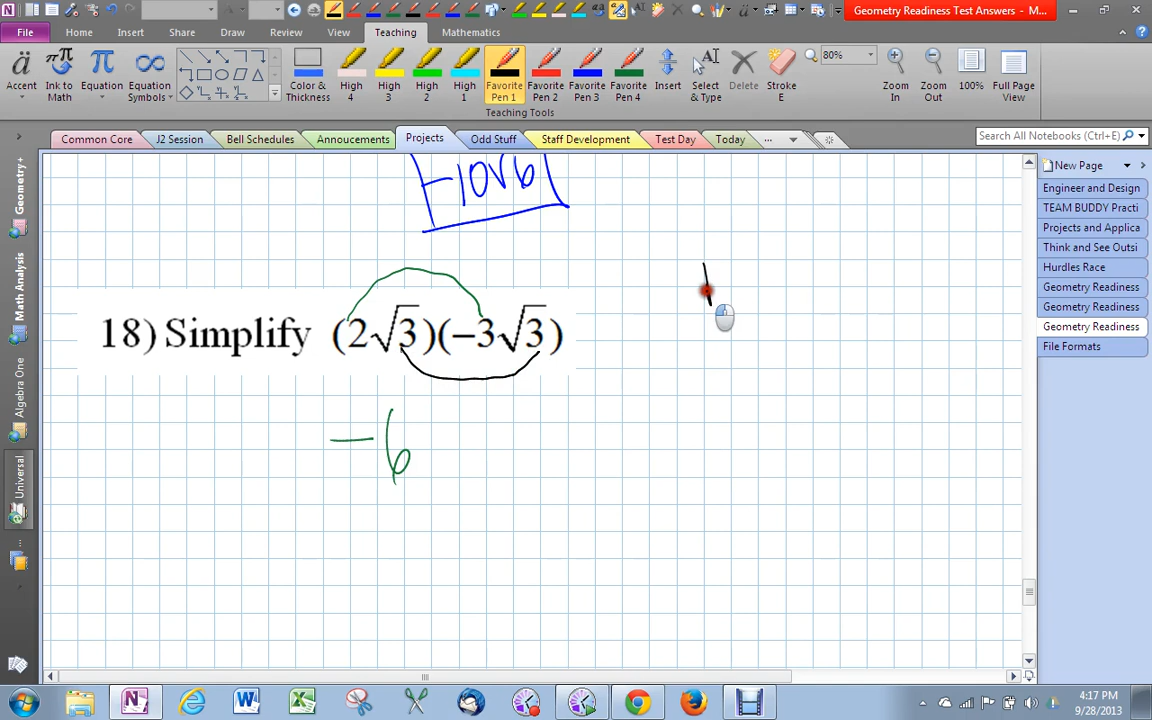 Geometry Readiness Test Answers - M...
File Home Insert Share Draw Review View Teaching Mathematics
ä π π ∞
Accent Ink to Math Equation Equation Symbols Color & Thickness High 4 High 3 High 2 High 1 Favorite Pen 1 Favorite Pen 2 Favorite Pen 3 Favorite Pen 4 Insert Select & Type Delete Stroke E 80% Zoom In Zoom Out 100% Full Page View
Teaching Tools
Common Core J2 Session Bell Schedules Annoucements Projects Odd Stuff Staff Development Test Day Today ... Search All Notebooks (Ctrl+E)
Geometry+
Math Analysis
Algebra One
Universal
New Page
Engineer and Design
TEAM BUDDY Practi
Projects and Applica
Think and See Outsi
Hurdles Race
Geometry Readiness
Geometry Readiness
Geometry Readiness
File Formats
-10√6
18) Simplify (2√3)(−3√3)
-6
4:17 PM
9/28/2013